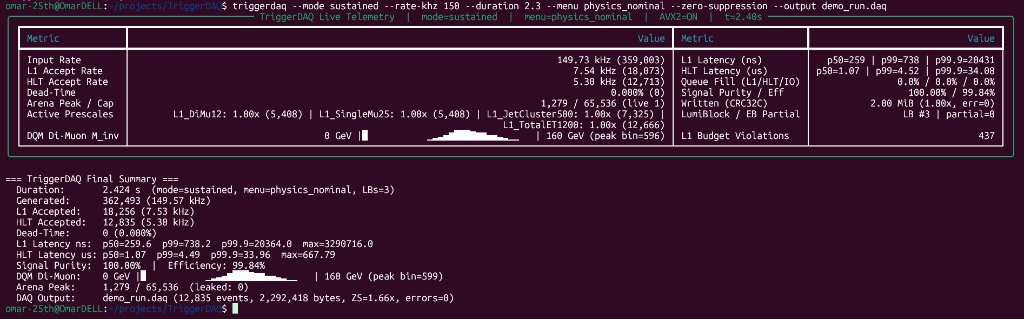 omar-25th@OmarDELL:~/projects/TriggerDAQ$ triggerdaq --mode sustained --rate-khz 150 --duration 2.3 --menu physics_nominal --zero-suppression --output demo_run.daq
TriggerDAQ Live Telemetry | mode=sustained | menu=physics_nominal | AVX2=ON | t=2.40s
Metric Value Metric Value
Input Rate 149.73 kHz (359,003) L1 Latency (ns) p50=259 | p99=738 | p99.9=20431
L1 Accept Rate 7.54 kHz (18,073) HLT Latency (us) p50=1.07 | p99=4.52 | p99.9=34.08
HLT Accept Rate 5.30 kHz (12,713) Queue Fill (L1/HLT/IO) 0.0% / 0.0% / 0.0%
Dead-Time 0.000% (0) Signal Purity / Eff 100.00% / 99.84%
Arena Peak / Cap 1,279 / 65,536 (live 1) Written (CRC32C) 2.00 MiB (1.00x, err=0)
Active Prescales L1_DiMu12: 1.00x (5,408) | L1_SingleMu25: 1.00x (5,408) | L1_JetCluster500: 1.00x (7,325) | LumiBlock / EB Partial LB #3 | partial=0
L1_TotalET1200: 1.00x (12,666)
DQM Di-Muon M_inv 0 GeV | | 160 GeV (peak bin=596) L1 Budget Violations 437
=== TriggerDAQ Final Summary ===
Duration: 2.424 s (mode=sustained, menu=physics_nominal, LBs=3)
Generated: 362,493 (149.57 kHz)
L1 Accepted: 18,256 (7.53 kHz)
HLT Accepted: 12,835 (5.30 kHz)
Dead-Time: 0 (0.000%)
L1 Latency ns: p50=259.6 p99=738.2 p99.9=20364.0 max=3290716.0
HLT Latency us: p50=1.07 p99=4.49 p99.9=33.96 max=667.79
Signal Purity: 100.00% | Efficiency: 99.84%
DQM Di-Muon: 0 GeV | | 160 GeV (peak bin=599)
Arena Peak: 1,279 / 65,536 (leaked: 0)
DAQ Output: demo_run.daq (12,835 events, 2,292,418 bytes, ZS=1.66x, errors=0)
omar-25th@OmarDELL:~/projects/TriggerDAQ$